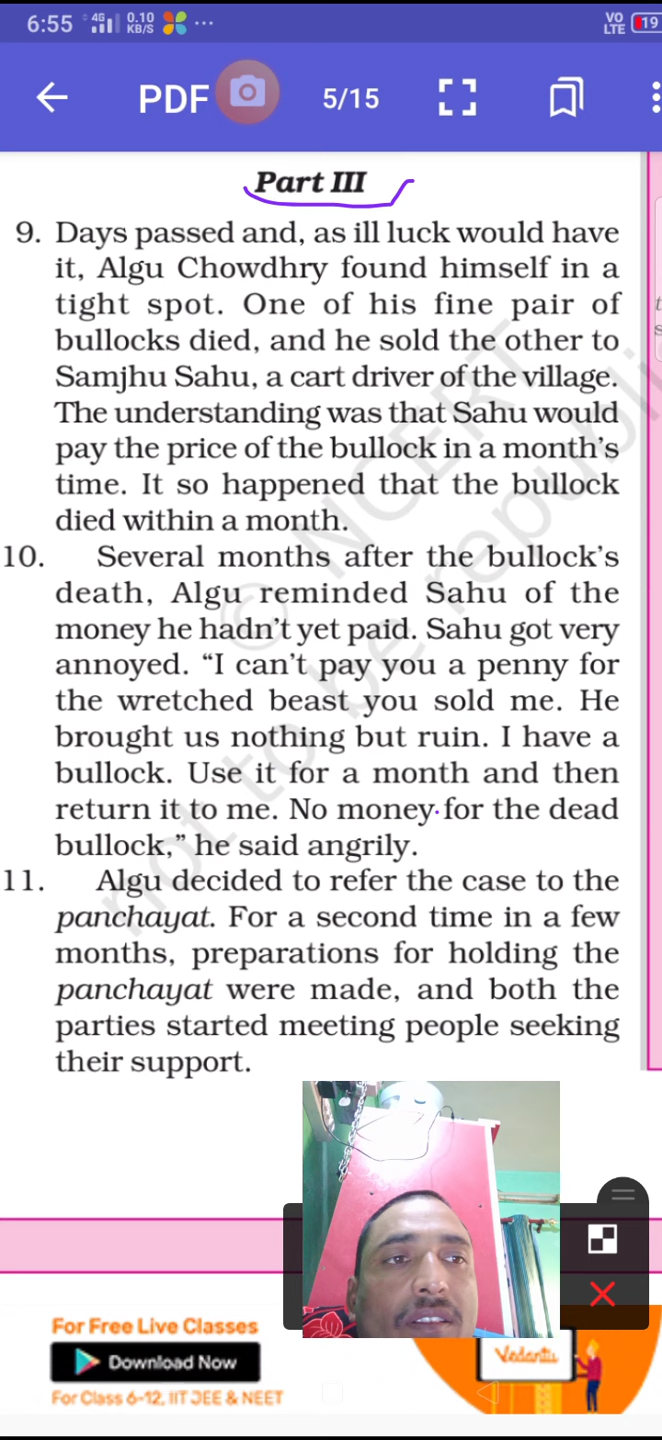 6:55 4G 0.10 KB/S ... VO LTE 19
PDF 5/15
Part III
9. Days passed and, as ill luck would have
it, Algu Chowdhry found himself in a
tight spot. One of his fine pair of
bullocks died, and he sold the other to
Samjhu Sahu, a cart driver of the village.
The understanding was that Sahu would
pay the price of the bullock in a month’s
time. It so happened that the bullock
died within a month.
10. Several months after the bullock’s
death, Algu reminded Sahu of the
money he hadn’t yet paid. Sahu got very
annoyed. “I can’t pay you a penny for
the wretched beast you sold me. He
brought us nothing but ruin. I have a
bullock. Use it for a month and then
return it to me. No money for the dead
bullock,” he said angrily.
11. Algu decided to refer the case to the
panchayat. For a second time in a few
months, preparations for holding the
panchayat were made, and both the
parties started meeting people seeking
their support.
© NCERT
not to be republi
For Free Live Classes
Download Now
For Class 6-12, IIT JEE & NEET
Vedantu